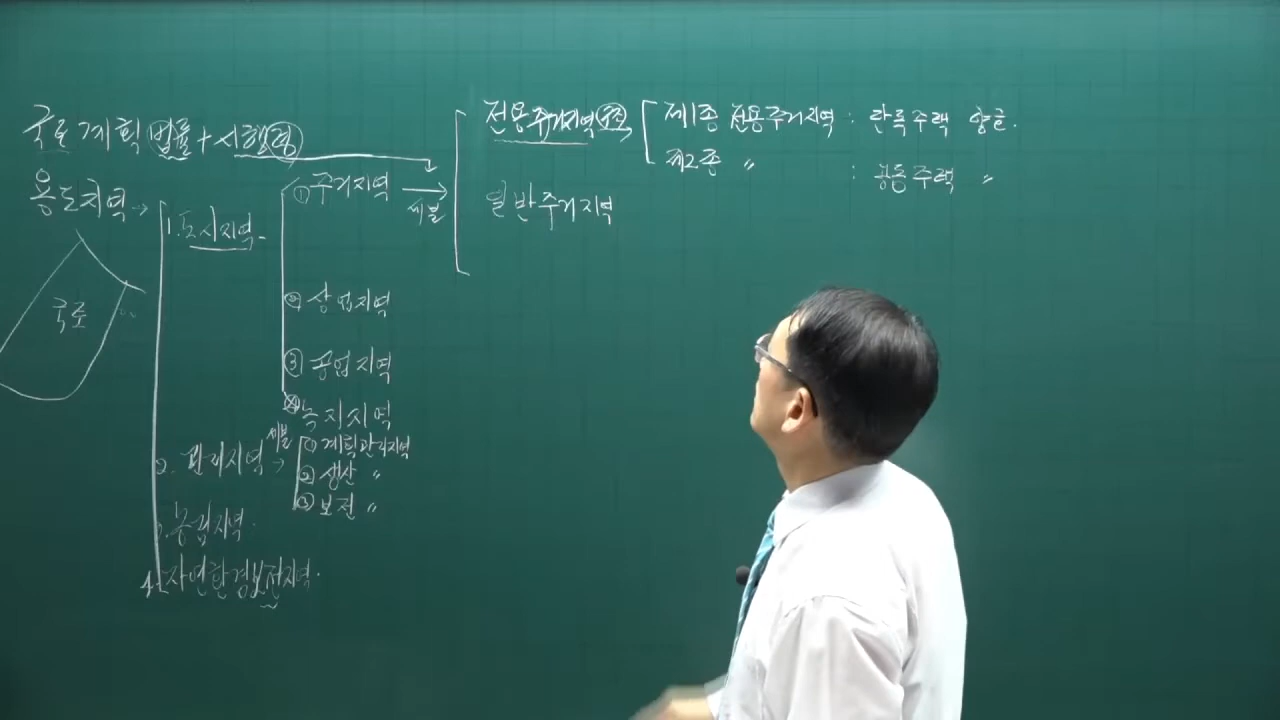 국토계획법률+시행령
용도지역→
국토
1.도시지역
①주거지역
세분
②상업지역
③공업지역
④녹지지역
2.관리지역→
세분
①계획관리지역
②생산 〃
③보전 〃
3.농림지역.
4.자연환경보전지역.
전용주거지역
제1종 전용주거지역 : 단독주택 양호.
제2종 〃 : 공동주택 〃
일반주거지역